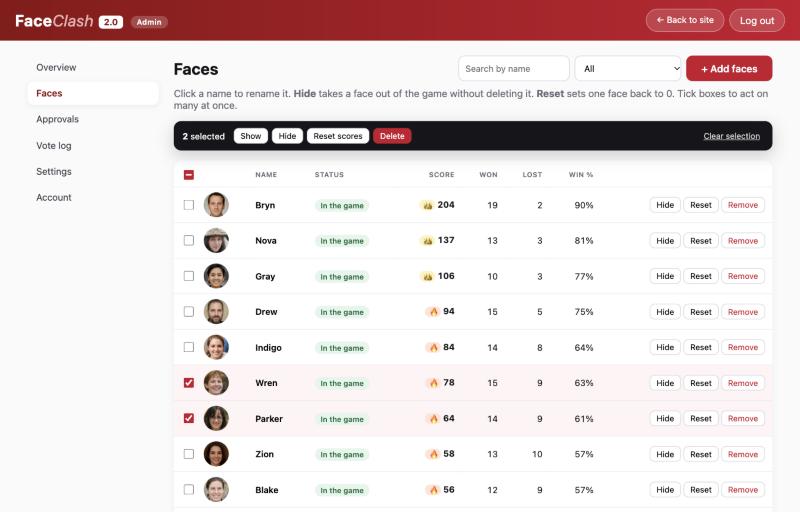 FaceClash 2.0 Admin
← Back to site
Log out
Overview
Faces
Approvals
Vote log
Settings
Account
Faces
Search by name
All
+ Add faces
Click a name to rename it. Hide takes a face out of the game without deleting it. Reset sets one face back to 0. Tick boxes to act on
many at once.
2 selected Show Hide Reset scores Delete Clear selection
NAME STATUS SCORE WON LOST WIN %
Bryn In the game 204 19 2 90% Hide Reset Remove
Nova In the game 137 13 3 81% Hide Reset Remove
Gray In the game 106 10 3 77% Hide Reset Remove
Drew In the game 94 15 5 75% Hide Reset Remove
Indigo In the game 84 14 8 64% Hide Reset Remove
Wren In the game 78 15 9 63% Hide Reset Remove
Parker In the game 64 14 9 61% Hide Reset Remove
Zion In the game 58 13 10 57% Hide Reset Remove
Blake In the game 56 12 9 57% Hide Reset Remove